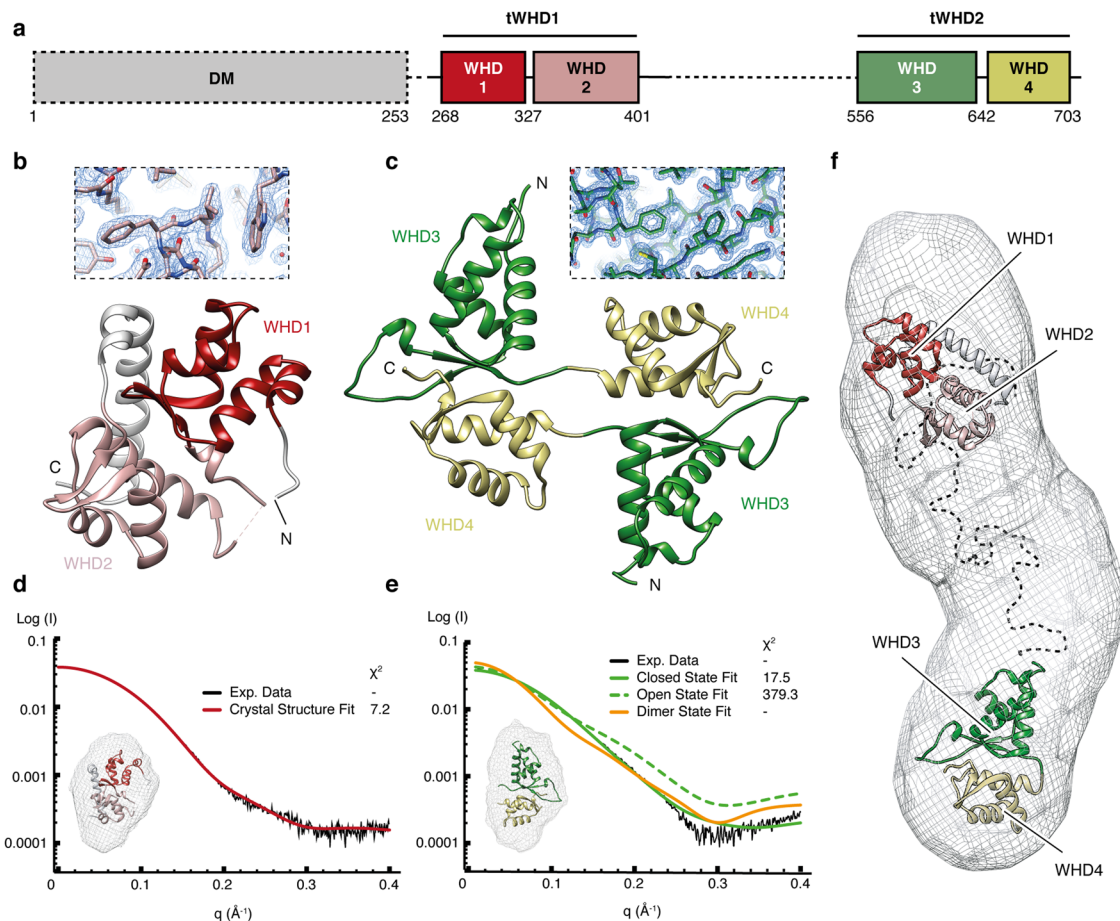 a
tWHD1
tWHD2
DM
WHD
1
WHD
2
WHD
3
WHD
4
1
253
268
327
401
556
642
703
b
WHD1
C
N
WHD2
c
N
WHD3
WHD4
C
C
WHD4
WHD3
N
d
Log (I)
0.1
0.01
0.001
0.0001
χ²
Exp. Data -
Crystal Structure Fit 7.2
0 0.1 0.2 0.3 0.4
q (Å⁻¹)
e
Log (I)
0.1
0.01
0.001
0.0001
χ²
Exp. Data -
Closed State Fit 17.5
Open State Fit 379.3
Dimer State Fit -
0 0.1 0.2 0.3 0.4
q (Å⁻¹)
f
WHD1
WHD2
WHD3
WHD4